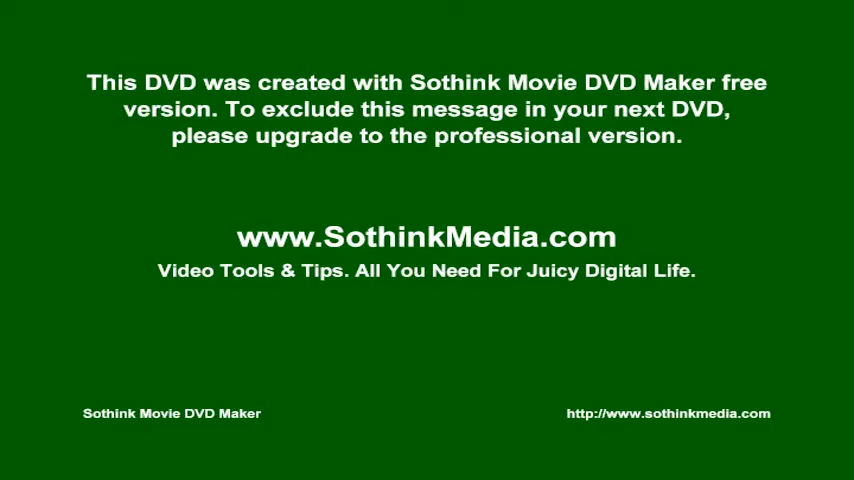 This DVD was created with Sothink Movie DVD Maker free
version. To exclude this message in your next DVD,
please upgrade to the professional version.
www.SothinkMedia.com
Video Tools & Tips. All You Need For Juicy Digital Life.
Sothink Movie DVD Maker
http://www.sothinkmedia.com